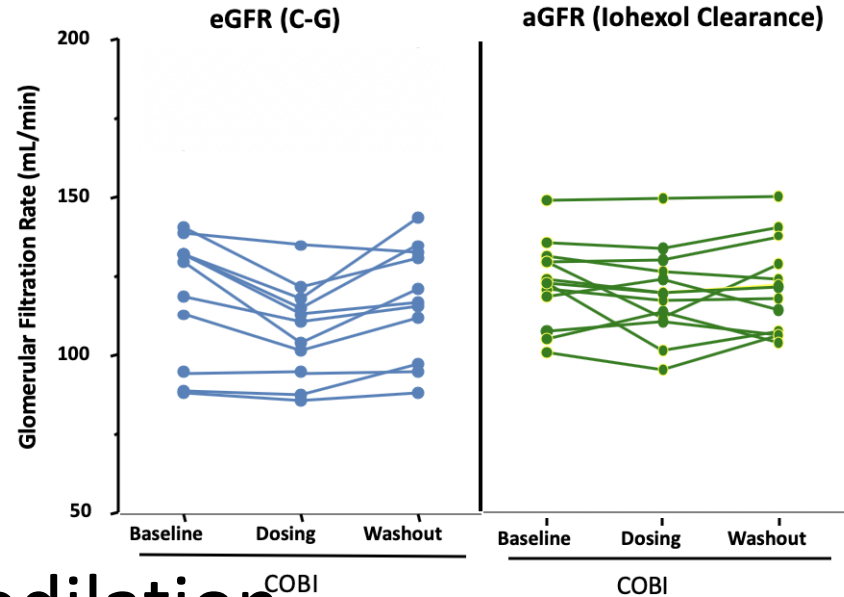 eGFR (C-G)
aGFR (Iohexol Clearance)
Glomerular Filtration Rate (mL/min)
200
150
100
50
Baseline Dosing Washout
Baseline Dosing Washout
COBI
COBI